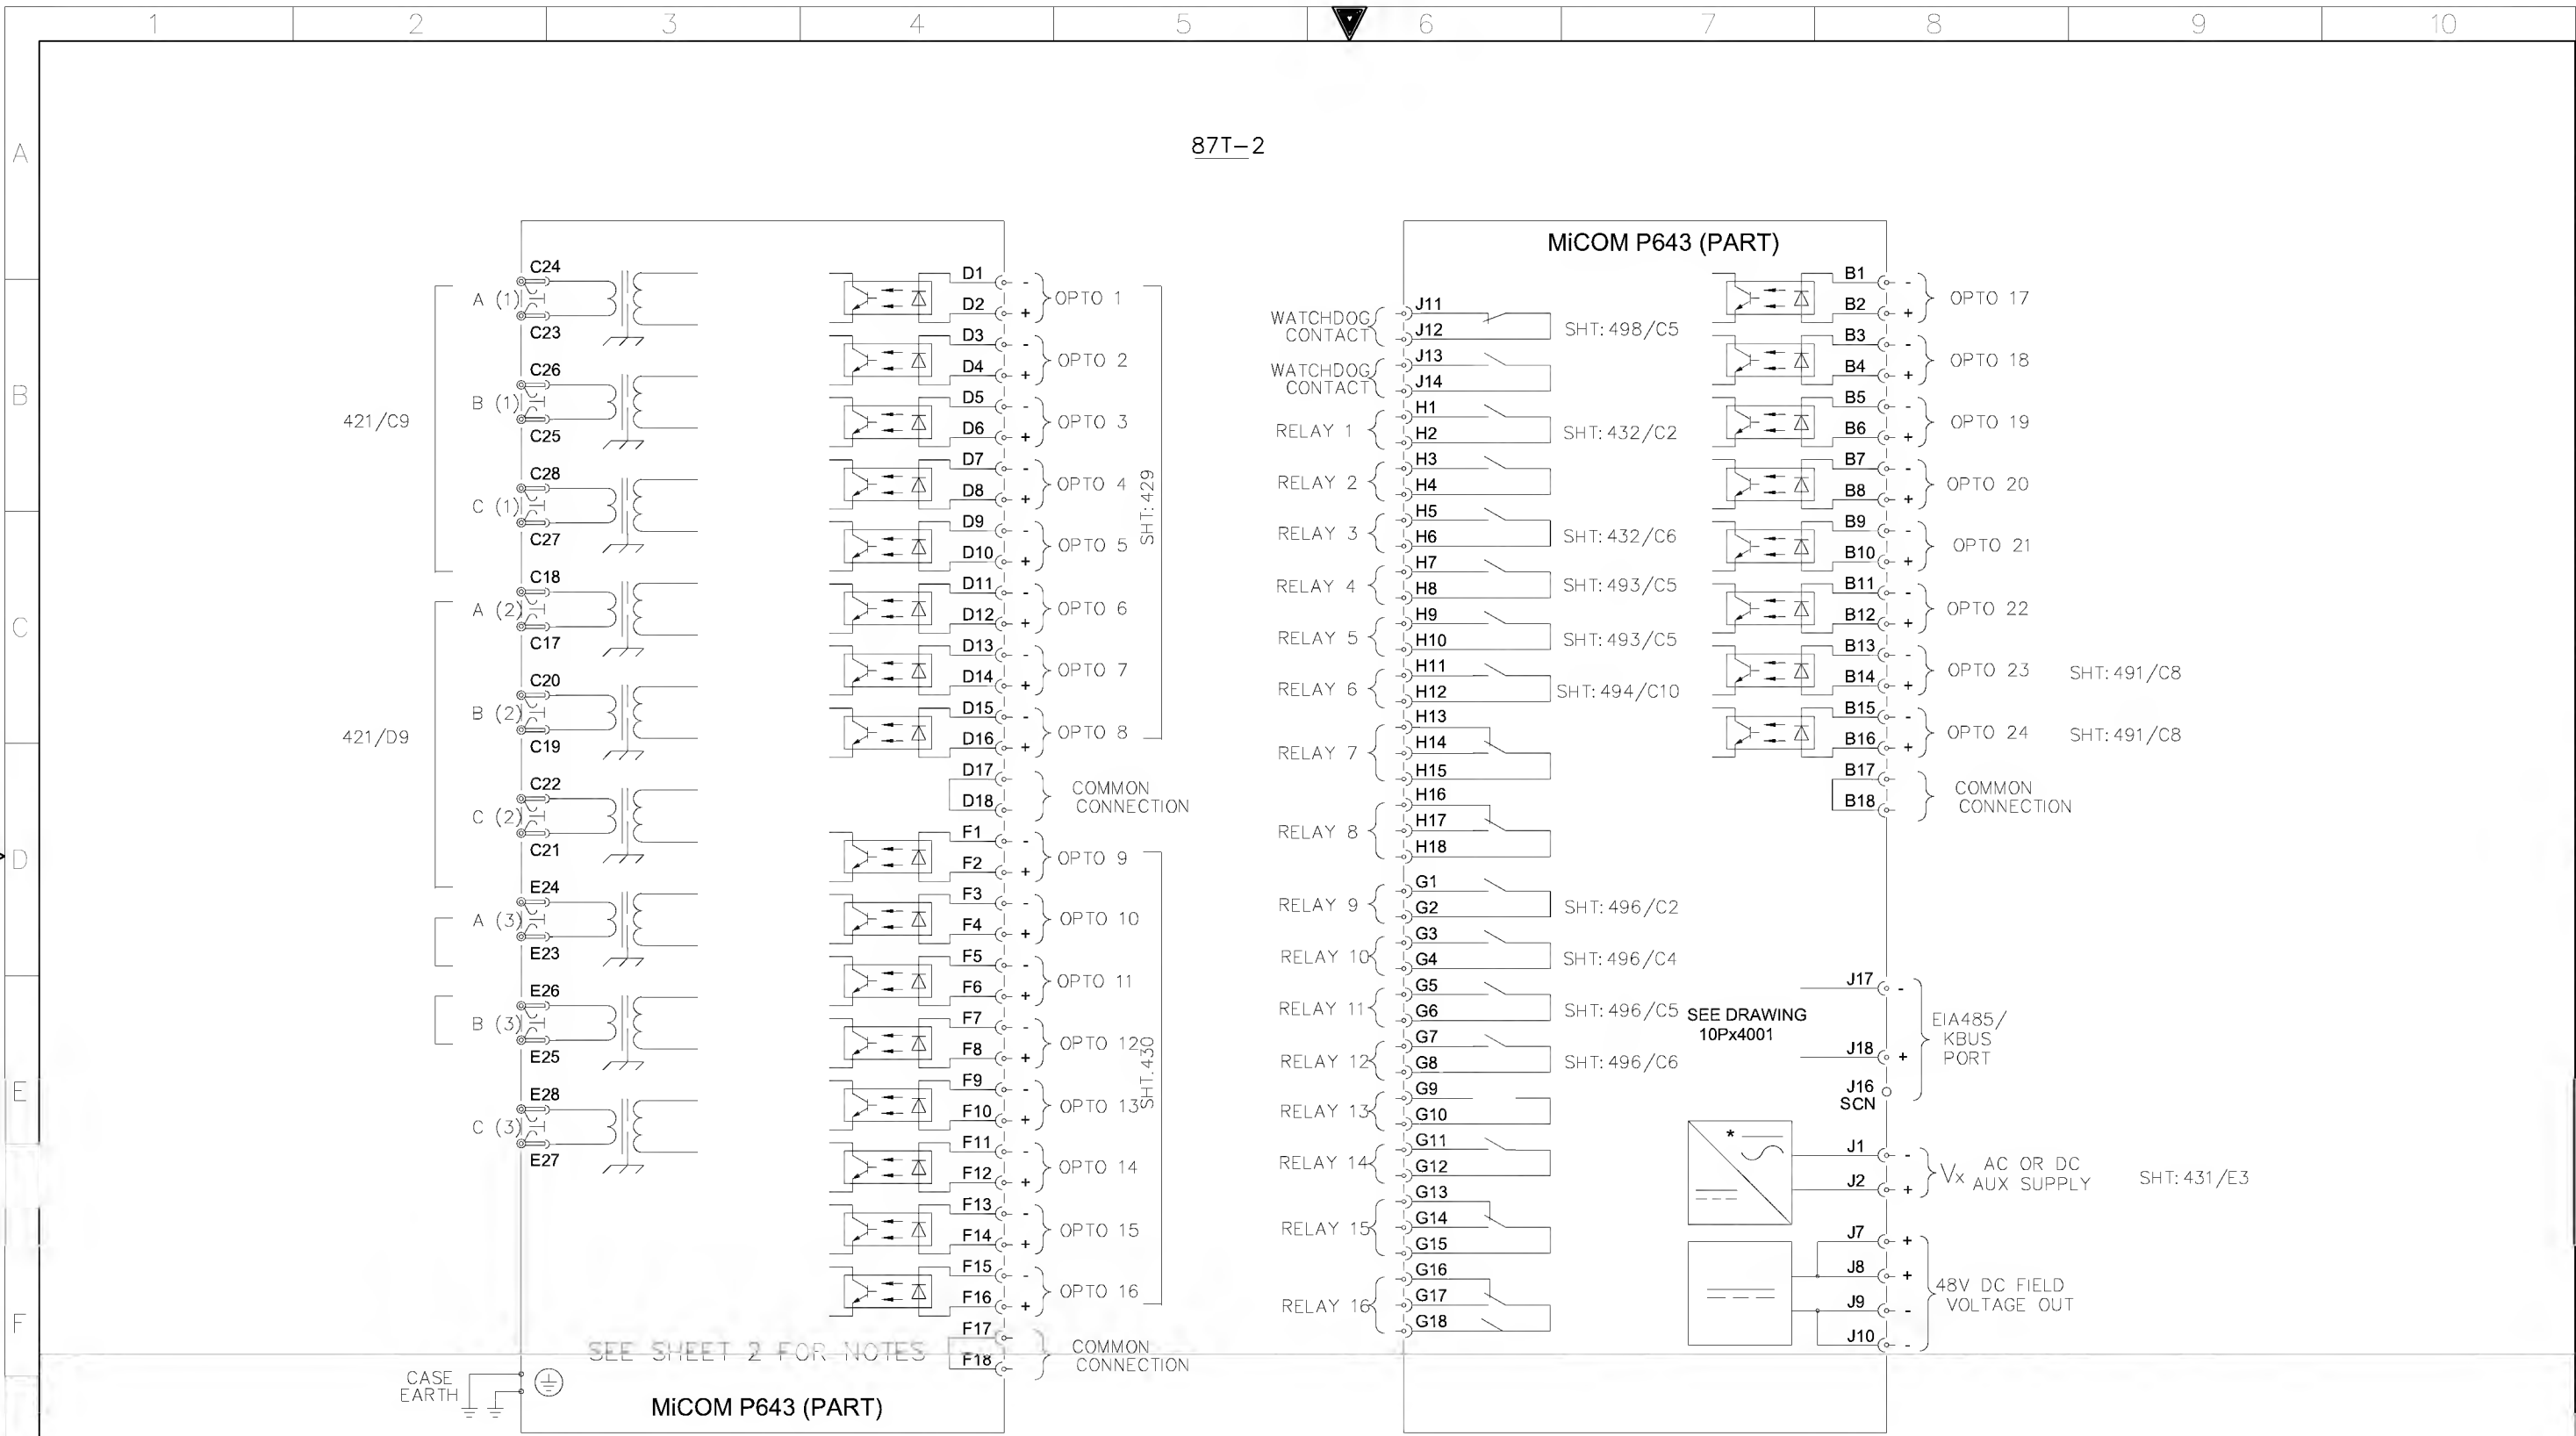 1 2 3 4 5 6 7 8 9 10
A
B
C
D
E
F
87T-2
421/C9
421/D9
C24
A (1)
C23
C26
B (1)
C25
C28
C (1)
C27
C18
A (2)
C17
C20
B (2)
C19
C22
C (2)
C21
E24
A (3)
E23
E26
B (3)
E25
E28
C (3)
E27
CASE
EARTH
SEE SHEET 2 FOR NOTES
MiCOM P643 (PART)
D1 -
OPTO 1
D2 +
D3 -
OPTO 2
D4 +
D5 -
OPTO 3
D6 +
D7 -
OPTO 4
D8 +
D9 -
OPTO 5
D10 +
D11 -
OPTO 6
D12 +
D13 -
OPTO 7
D14 +
D15 -
OPTO 8
D16 +
SHT:429
D17
COMMON
CONNECTION
D18
F1 -
OPTO 9
F2 +
F3 -
OPTO 10
F4 +
F5 -
OPTO 11
F6 +
F7 -
OPTO 12
F8 +
F9 -
OPTO 13
F10 +
F11 -
OPTO 14
F12 +
F13 -
OPTO 15
F14 +
F15 -
OPTO 16
F16 +
SHT:430
F17
COMMON
CONNECTION
F18
MiCOM P643 (PART)
WATCHDOG
CONTACT
J11
J12
SHT:498/C5
WATCHDOG
CONTACT
J13
J14
RELAY 1
H1
H2
SHT:432/C2
RELAY 2
H3
H4
RELAY 3
H5
H6
SHT:432/C6
RELAY 4
H7
H8
SHT:493/C5
RELAY 5
H9
H10
SHT:493/C5
RELAY 6
H11
H12
SHT:494/C10
RELAY 7
H13
H14
H15
RELAY 8
H16
H17
H18
RELAY 9
G1
G2
SHT:496/C2
RELAY 10
G3
G4
SHT:496/C4
RELAY 11
G5
G6
SHT:496/C5
RELAY 12
G7
G8
SHT:496/C6
RELAY 13
G9
G10
RELAY 14
G11
G12
RELAY 15
G13
G14
G15
RELAY 16
G16
G17
G18
B1 -
OPTO 17
B2 +
B3 -
OPTO 18
B4 +
B5 -
OPTO 19
B6 +
B7 -
OPTO 20
B8 +
B9 -
OPTO 21
B10 +
B11 -
OPTO 22
B12 +
B13 -
OPTO 23 SHT:491/C8
B14 +
B15 -
OPTO 24 SHT:491/C8
B16 +
B17
COMMON
CONNECTION
B18
SEE DRAWING
10Px4001
J17 -
J18 +
J16
SCN
EIA485/
KBUS
PORT
*
J1 -
J2 +
Vx AC OR DC
AUX SUPPLY
SHT:431/E3
J7 +
J8 +
J9 -
J10 -
48V DC FIELD
VOLTAGE OUT